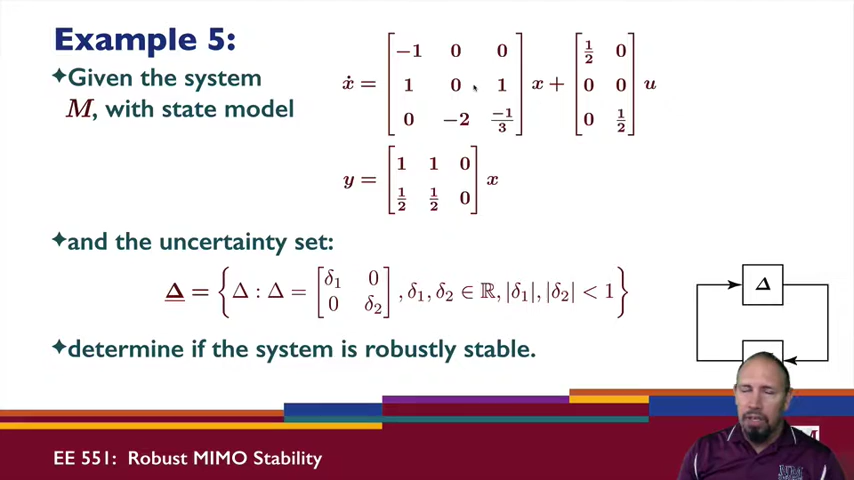 Example 5:
✦Given the system
M, with state model
ẋ = [−1 0 0; 1 0 1; 0 −2 −1/3] x + [1/2 0; 0 0; 0 1/2] u
y = [1 1 0; 1/2 1/2 0] x
✦and the uncertainty set:
Δ = {Δ : Δ = [δ₁ 0; 0 δ₂], δ₁, δ₂ ∈ ℝ, |δ₁|, |δ₂| < 1}
Δ
✦determine if the system is robustly stable.
EE 551: Robust MIMO Stability